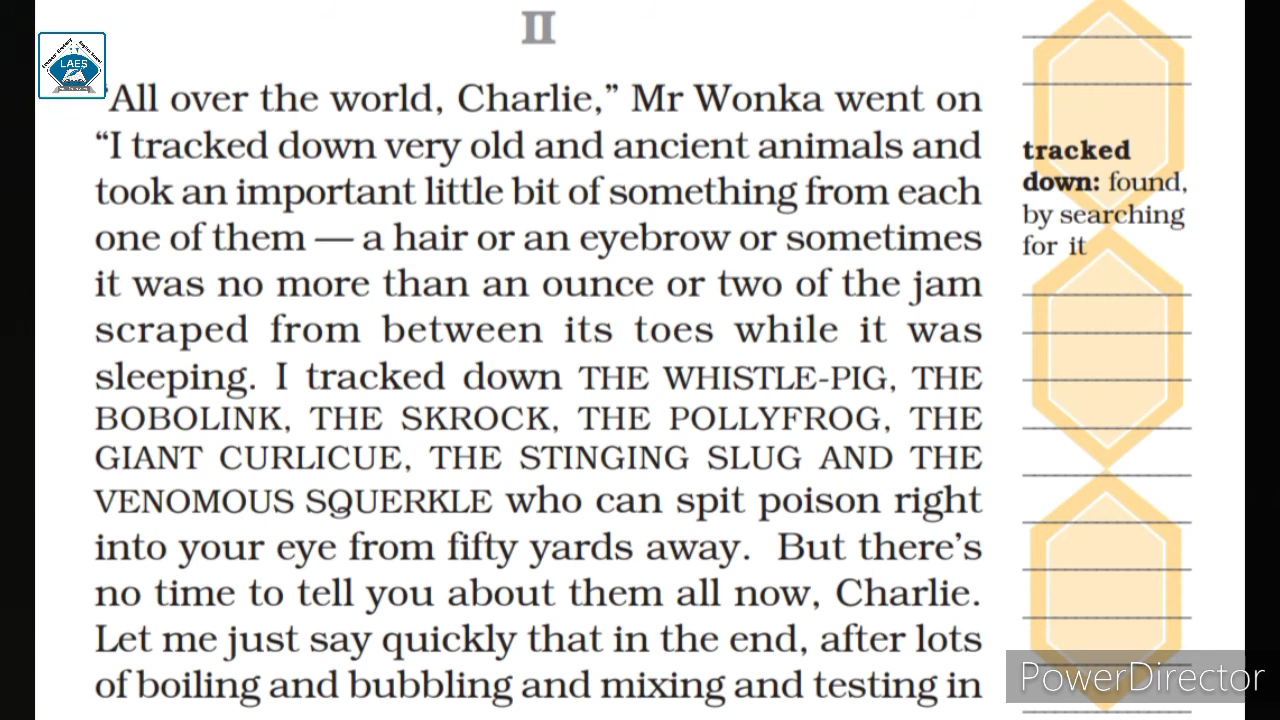 II
"All over the world, Charlie," Mr Wonka went on
"I tracked down very old and ancient animals and
took an important little bit of something from each
one of them — a hair or an eyebrow or sometimes
it was no more than an ounce or two of the jam
scraped from between its toes while it was
sleeping. I tracked down THE WHISTLE-PIG, THE
BOBOLINK, THE SKROCK, THE POLLYFROG, THE
GIANT CURLICUE, THE STINGING SLUG AND THE
VENOMOUS SQUERKLE who can spit poison right
into your eye from fifty yards away. But there's
no time to tell you about them all now, Charlie.
Let me just say quickly that in the end, after lots
of boiling and bubbling and mixing and testing in
tracked
down: found,
by searching
for it
LAES
PowerDirector